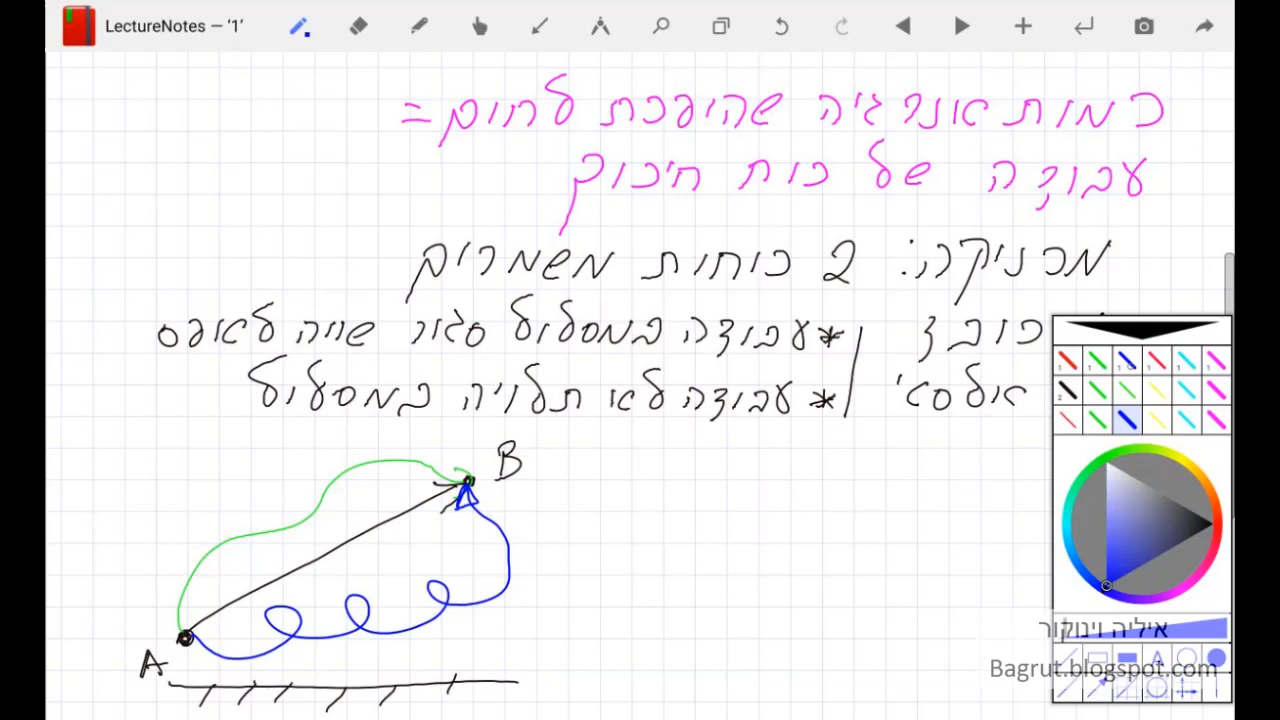 LectureNotes – ‘1’
כמות אנרגיה שהופכת לחום =
עבודה של כוח חיכוך
מכניקה: 2 כוחות משמרים
כובד | *עבודה במסלול סגור שווה לאפס
אלסטי | *עבודה לא תלויה במסלול
B
A
איליה וינוקור
Bagrut.blogspot.com